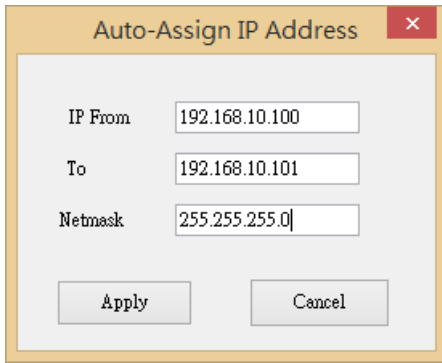 Auto-Assign IP Address
IP From 192.168.10.100
To 192.168.10.101
Netmask 255.255.255.0
Apply Cancel